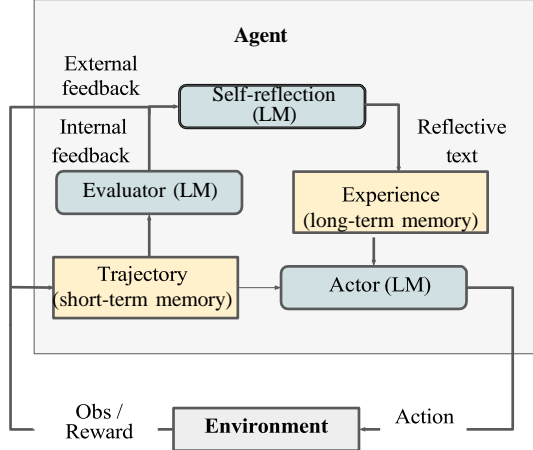 Agent
External
feedback
Self-reflection
(LM)
Internal
feedback
Reflective
text
Evaluator (LM)
Experience
(long-term memory)
Trajectory
(short-term memory)
Actor (LM)
Obs /
Reward
Environment
Action